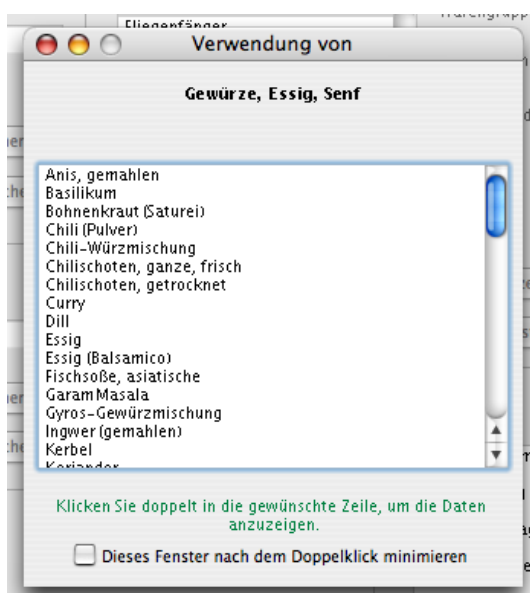 Fliegenfänger
Verwendung von
Gewürze, Essig, Senf
Anis, gemahlen
Basilikum
Bohnenkraut (Saturei)
Chili (Pulver)
Chili-Würzmischung
Chilischoten, ganze, frisch
Chilischoten, getrocknet
Curry
Dill
Essig
Essig (Balsamico)
Fischsoße, asiatische
Garam Masala
Gyros-Gewürzmischung
Ingwer (gemahlen)
Kerbel
Koriander
Klicken Sie doppelt in die gewünschte Zeile, um die Daten
anzuzeigen.
Dieses Fenster nach dem Doppelklick minimieren